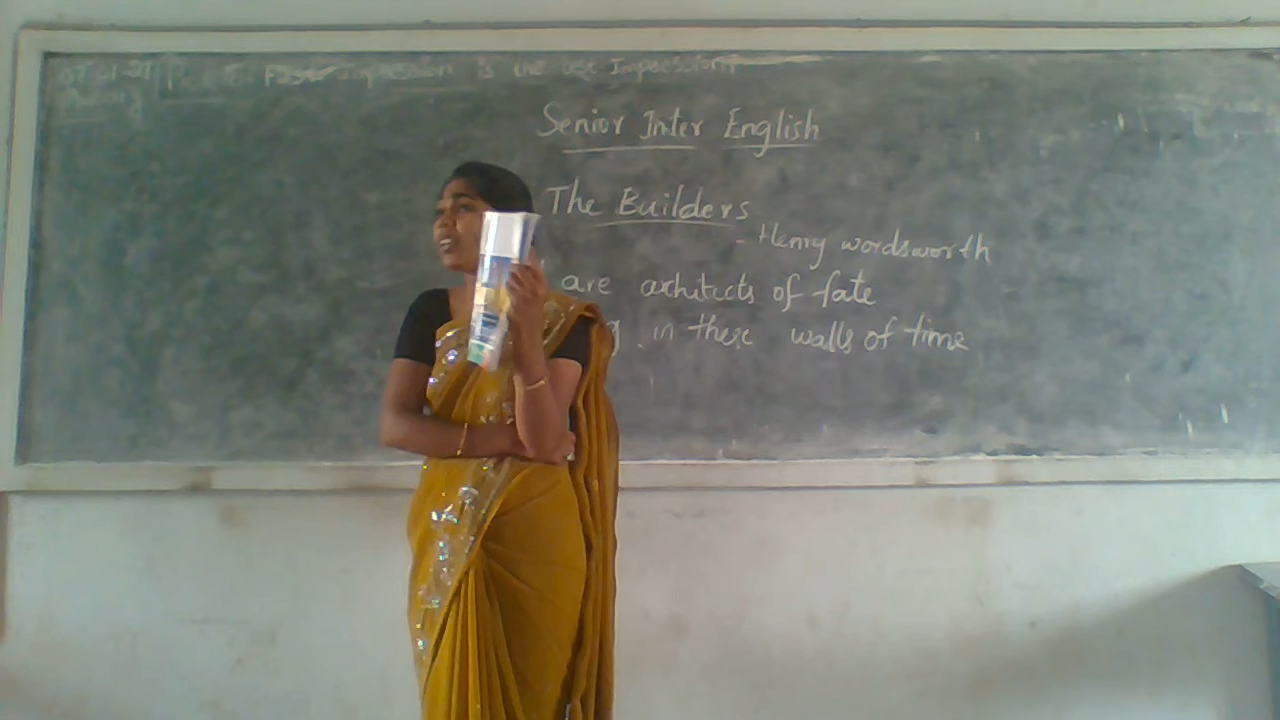 First Impression is the best Impression
Senior Inter English
The Builders
- Henry wordsworth
are architects of fate
g in these walls of time